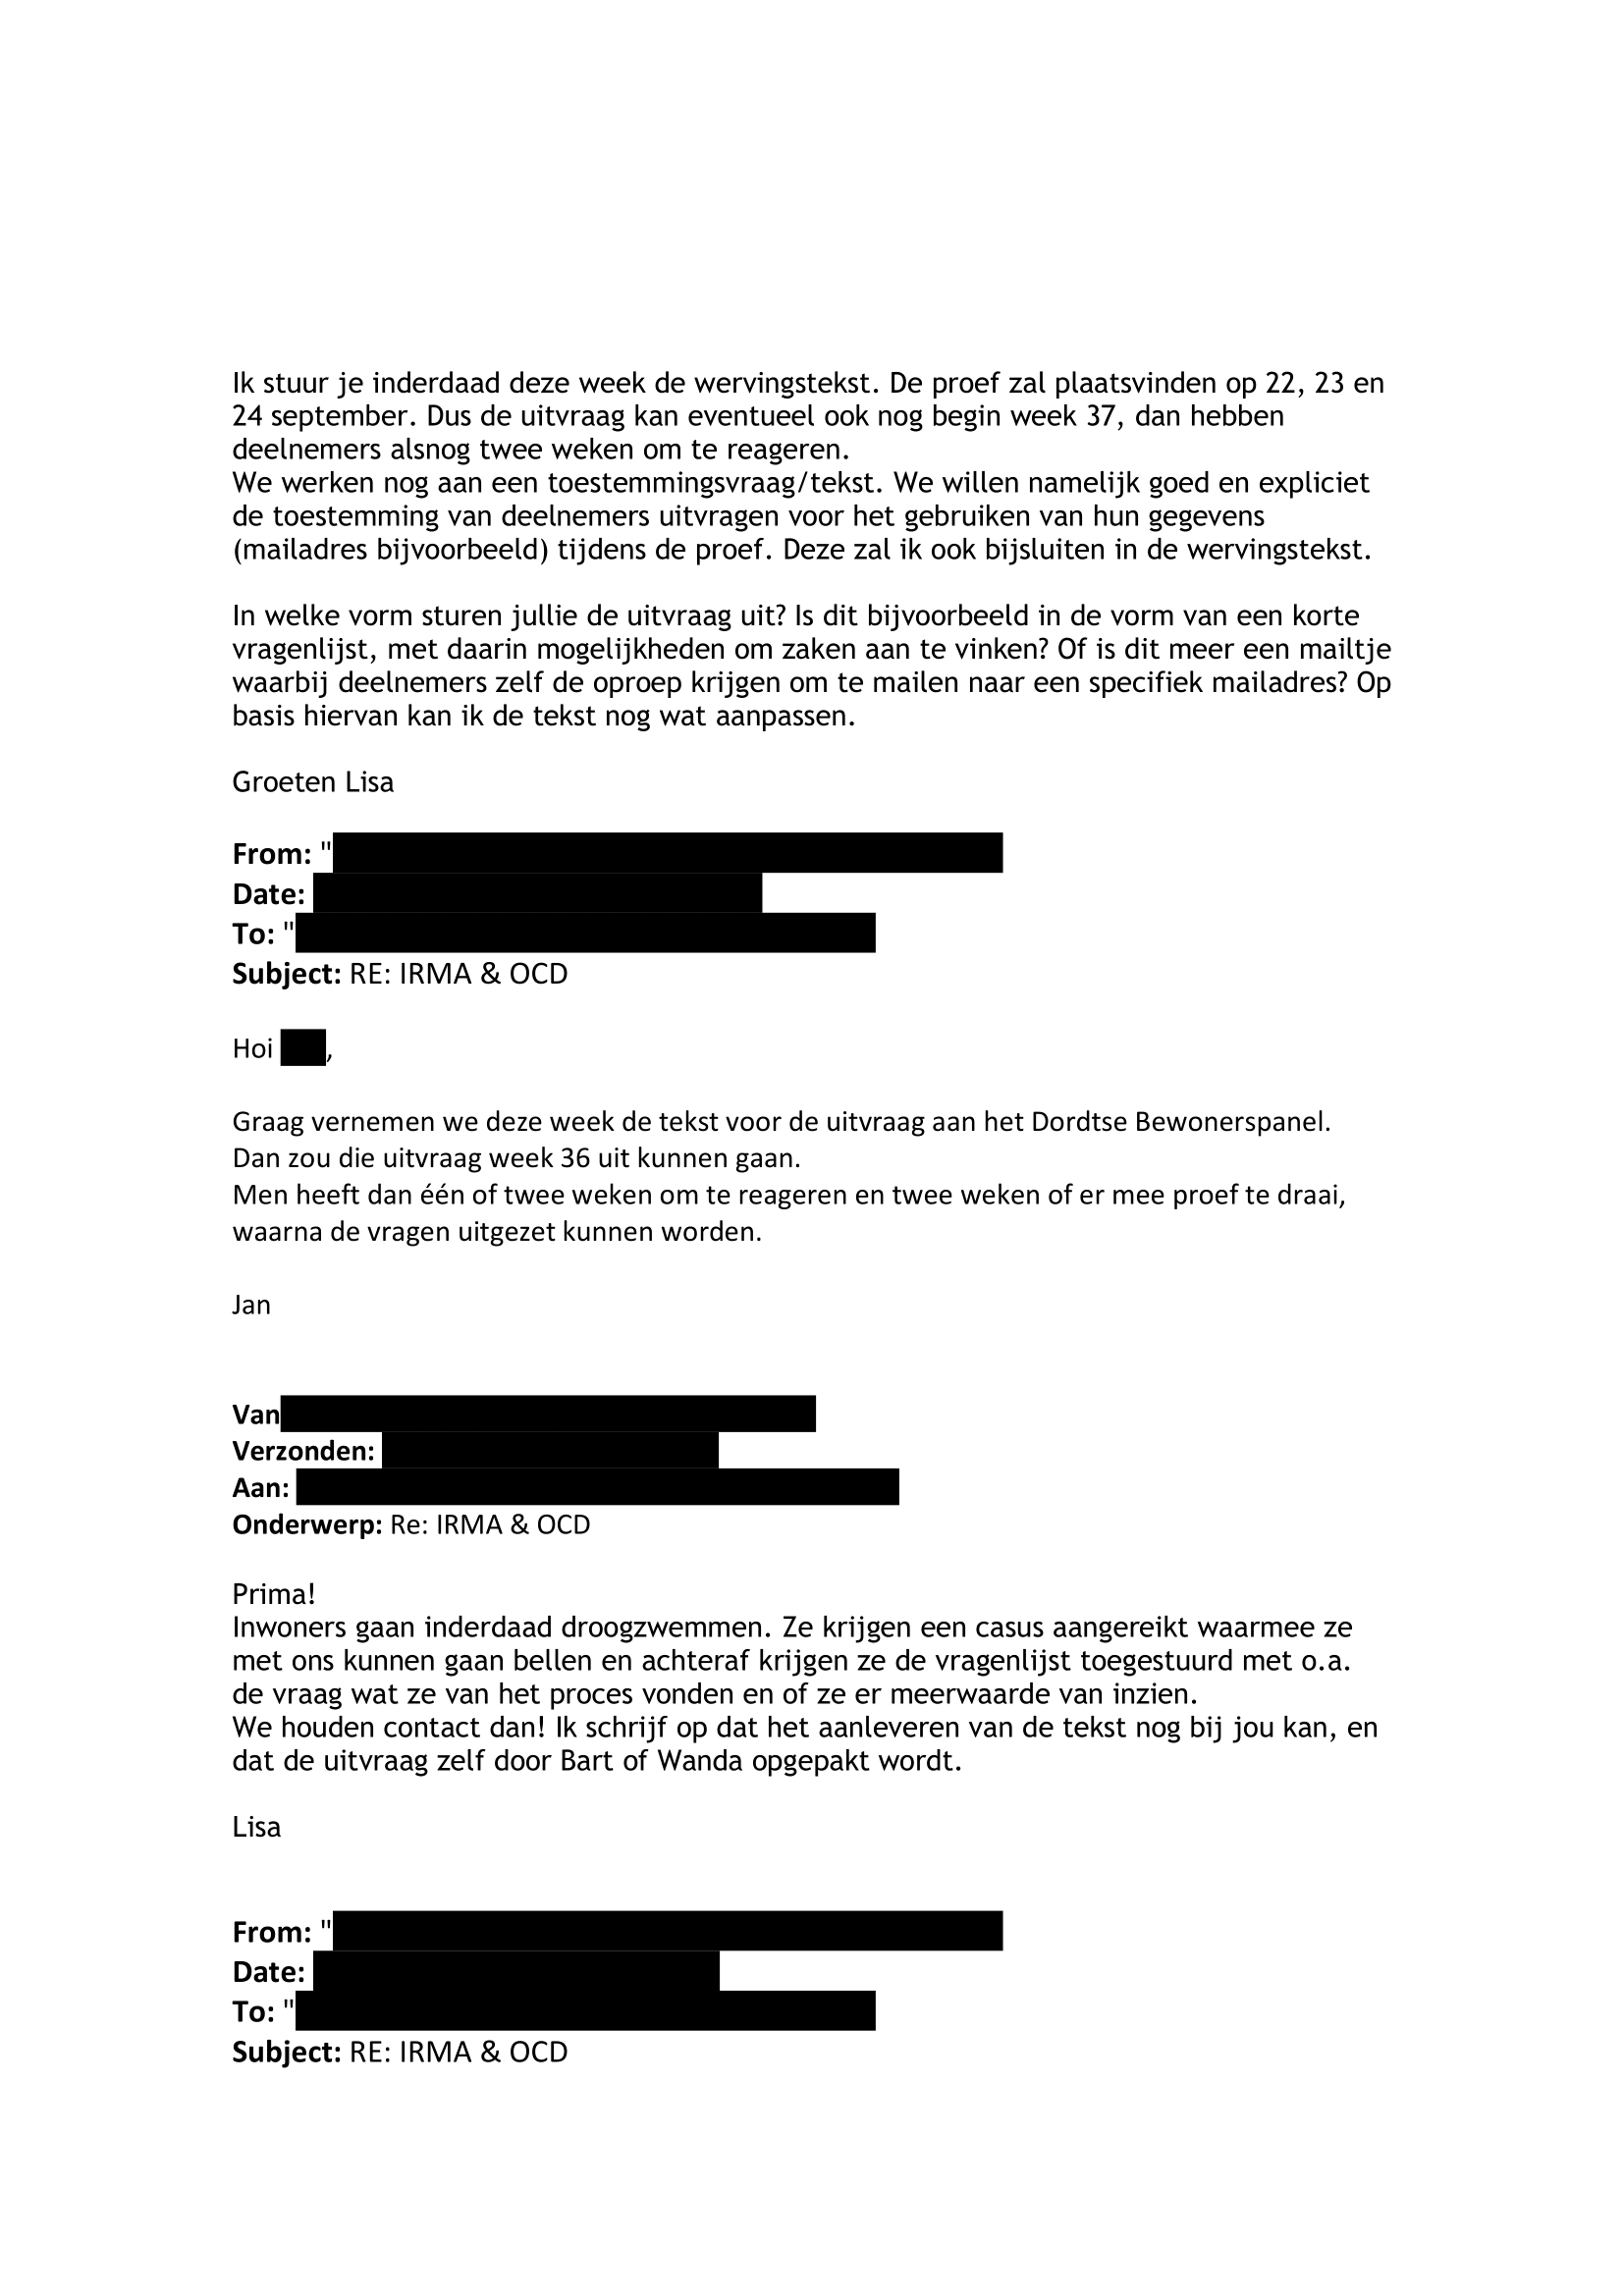 Ik stuur je inderdaad deze week de wervingstekst. De proef zal plaatsvinden op 22, 23 en
24 september. Dus de uitvraag kan eventueel ook nog begin week 37, dan hebben
deelnemers alsnog twee weken om te reageren.
We werken nog aan een toestemmingsvraag/tekst. We willen namelijk goed en expliciet
de toestemming van deelnemers uitvragen voor het gebruiken van hun gegevens
(mailadres bijvoorbeeld) tijdens de proef. Deze zal ik ook bijsluiten in de wervingstekst.
In welke vorm sturen jullie de uitvraag uit? Is dit bijvoorbeeld in de vorm van een korte
vragenlijst, met daarin mogelijkheden om zaken aan te vinken? Of is dit meer een mailtje
waarbij deelnemers zelf de oproep krijgen om te mailen naar een specifiek mailadres? Op
basis hiervan kan ik de tekst nog wat aanpassen.
Groeten Lisa
From: "
Date:
To: "
Subject: RE: IRMA & OCD
Hoi ,
Graag vernemen we deze week de tekst voor de uitvraag aan het Dordtse Bewonerspanel.
Dan zou die uitvraag week 36 uit kunnen gaan.
Men heeft dan één of twee weken om te reageren en twee weken of er mee proef te draai,
waarna de vragen uitgezet kunnen worden.
Jan
Van
Verzonden:
Aan:
Onderwerp: Re: IRMA & OCD
Prima!
Inwoners gaan inderdaad droogzwemmen. Ze krijgen een casus aangereikt waarmee ze
met ons kunnen gaan bellen en achteraf krijgen ze de vragenlijst toegestuurd met o.a.
de vraag wat ze van het proces vonden en of ze er meerwaarde van inzien.
We houden contact dan! Ik schrijf op dat het aanleveren van de tekst nog bij jou kan, en
dat de uitvraag zelf door Bart of Wanda opgepakt wordt.
Lisa
From: "
Date:
To: "
Subject: RE: IRMA & OCD